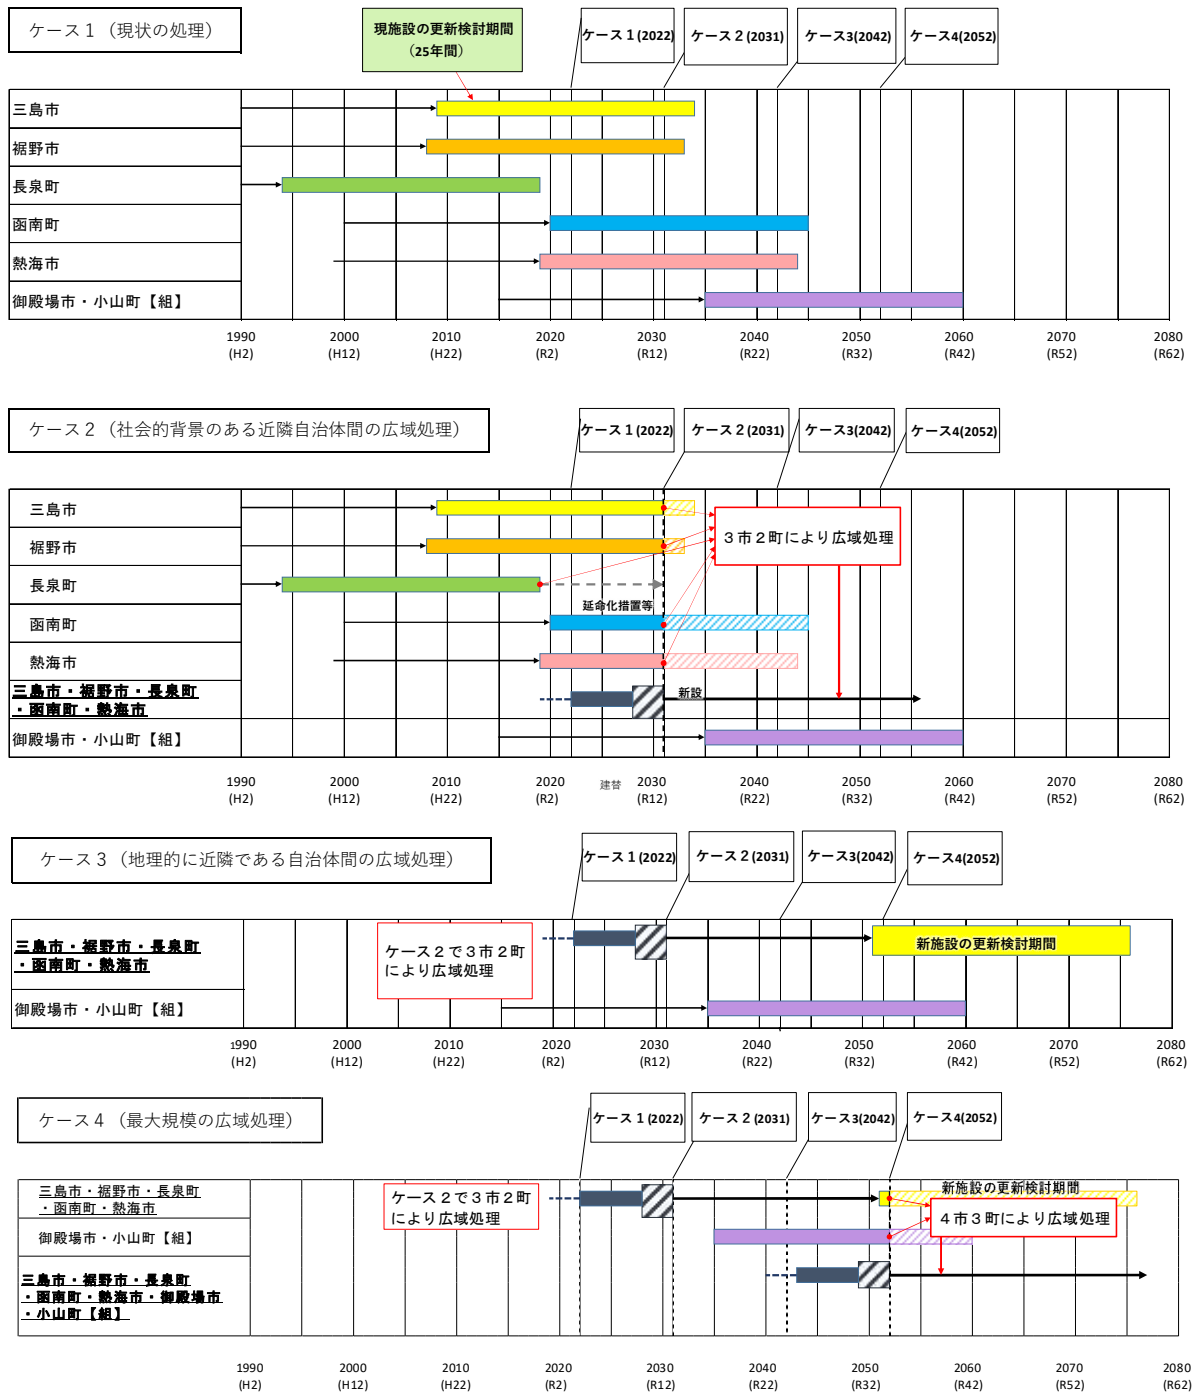 ケース１（現状の処理）
現施設の更新検討期間
（25年間）
ケース１(2022)
ケース２(2031)
ケース3(2042)
ケース4(2052)
三島市
裾野市
長泉町
函南町
熱海市
御殿場市・小山町【組】
1990 2000 2010 2020 2030 2040 2050 2060 2070 2080
(H2) (H12) (H22) (R2) (R12) (R22) (R32) (R42) (R52) (R62)
ケース２（社会的背景のある近隣自治体間の広域処理）
ケース１(2022)
ケース２(2031)
ケース3(2042)
ケース4(2052)
三島市
裾野市
３市２町により広域処理
長泉町
延命化措置等
函南町
熱海市
三島市・裾野市・長泉町
・函南町・熱海市
新設
御殿場市・小山町【組】
1990 2000 2010 2020 建替 2030 2040 2050 2060 2070 2080
(H2) (H12) (H22) (R2) (R12) (R22) (R32) (R42) (R52) (R62)
ケース３（地理的に近隣である自治体間の広域処理）
ケース１(2022)
ケース２(2031)
ケース3(2042)
ケース4(2052)
三島市・裾野市・長泉町
・函南町・熱海市
ケース２で３市２町
により広域処理
新施設の更新検討期間
御殿場市・小山町【組】
1990 2000 2010 2020 2030 2040 2050 2060 2070 2080
(H2) (H12) (H22) (R2) (R12) (R22) (R32) (R42) (R52) (R62)
ケース４（最大規模の広域処理）
ケース１(2022)
ケース２(2031)
ケース3(2042)
ケース4(2052)
三島市・裾野市・長泉町
・函南町・熱海市
ケース２で３市２町
により広域処理
新施設の更新検討期間
御殿場市・小山町【組】
４市３町により広域処理
三島市・裾野市・長泉町
・函南町・熱海市・御殿場市
・小山町【組】
1990 2000 2010 2020 2030 2040 2050 2060 2070 2080
(H2) (H12) (H22) (R2) (R12) (R22) (R32) (R42) (R52) (R62)